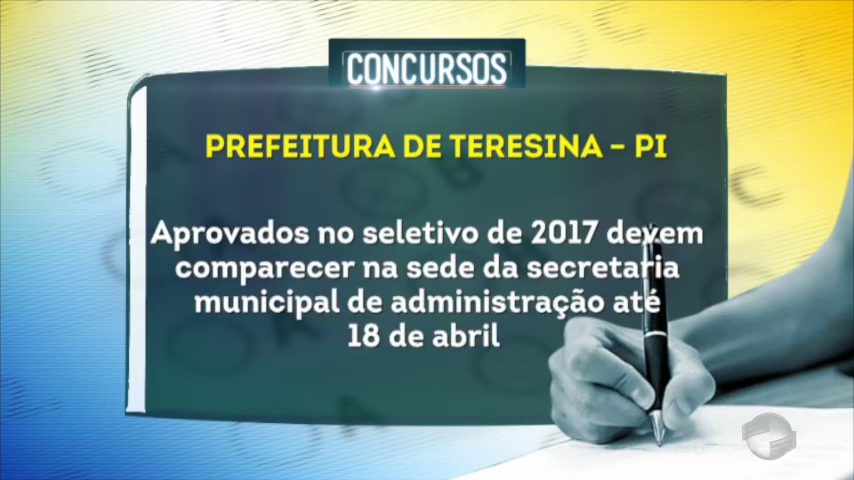 CONCURSOS
PREFEITURA DE TERESINA – PI
Aprovados no seletivo de 2017 devem
comparecer na sede da secretaria
municipal de administração até
18 de abril